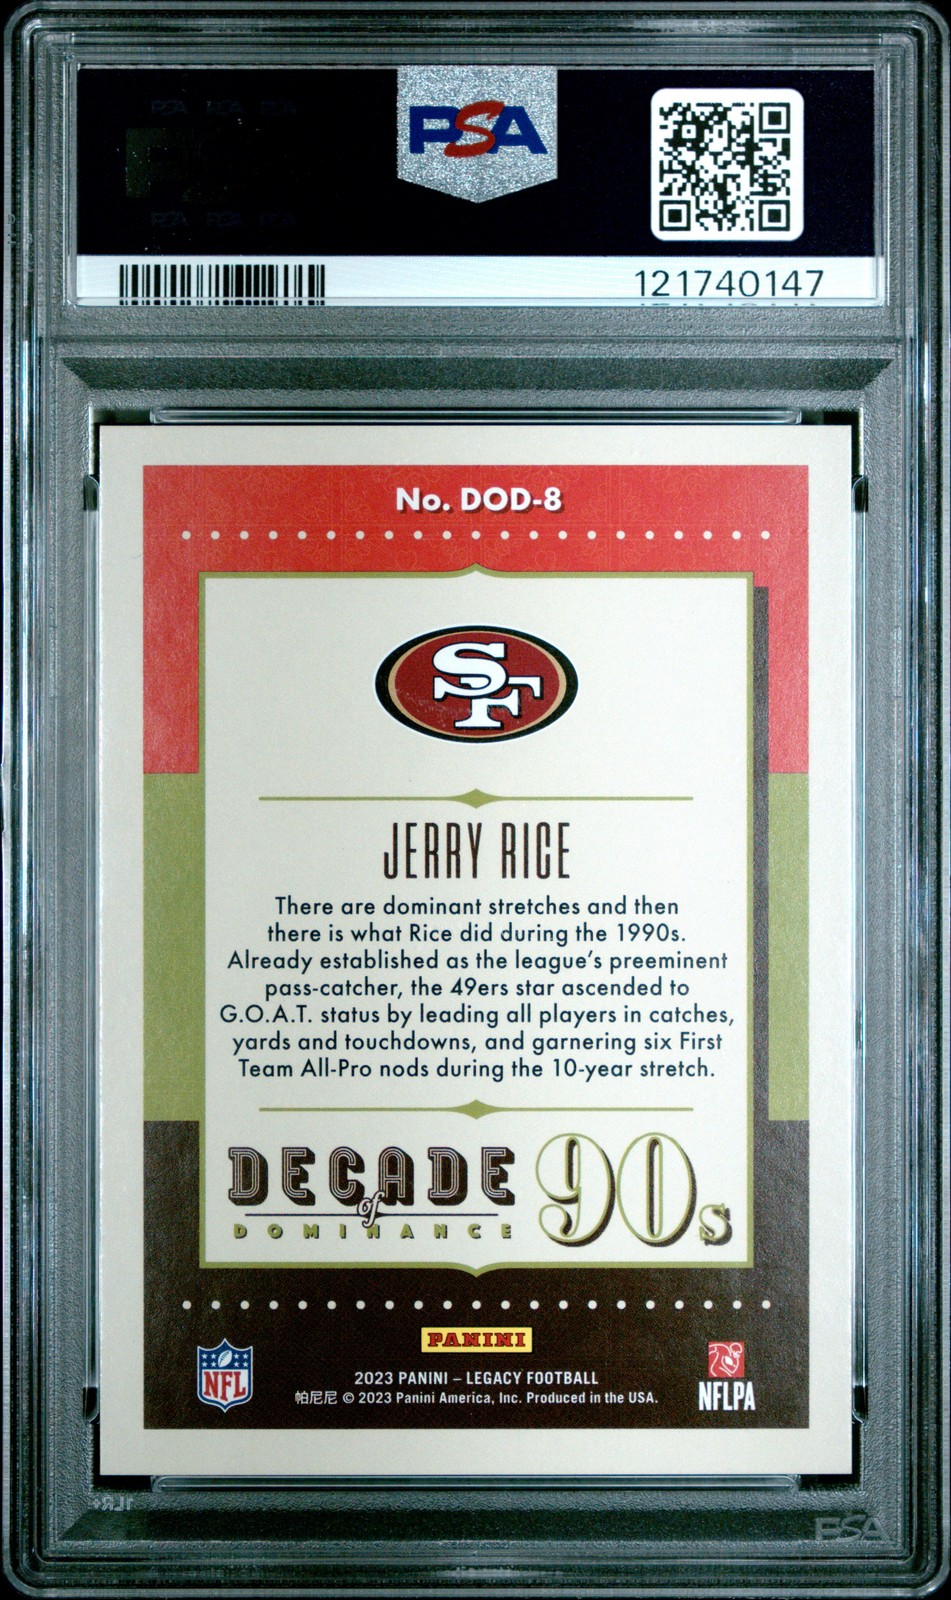 PSA
121740147
No. DOD-8
SF
JERRY RICE
There are dominant stretches and then
there is what Rice did during the 1990s.
Already established as the league's preeminent
pass-catcher, the 49ers star ascended to
G.O.A.T. status by leading all players in catches,
yards and touchdowns, and garnering six First
Team All-Pro nods during the 10-year stretch.
DECADE 90s
of
DOMINANCE
PANINI
NFL
2023 PANINI – LEGACY FOOTBALL
帕尼尼 © 2023 Panini America, Inc. Produced in the USA.
NFLPA
PSA